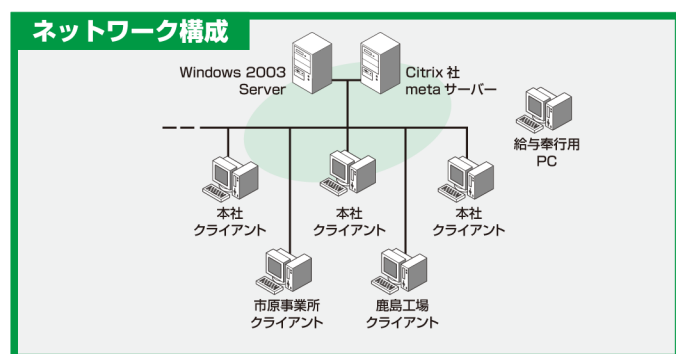 ネットワーク構成
Windows 2003
Server
Citrix 社
meta サーバー
給与奉行用
PC
本社
クライアント
本社
クライアント
本社
クライアント
市原事業所
クライアント
鹿島工場
クライアント